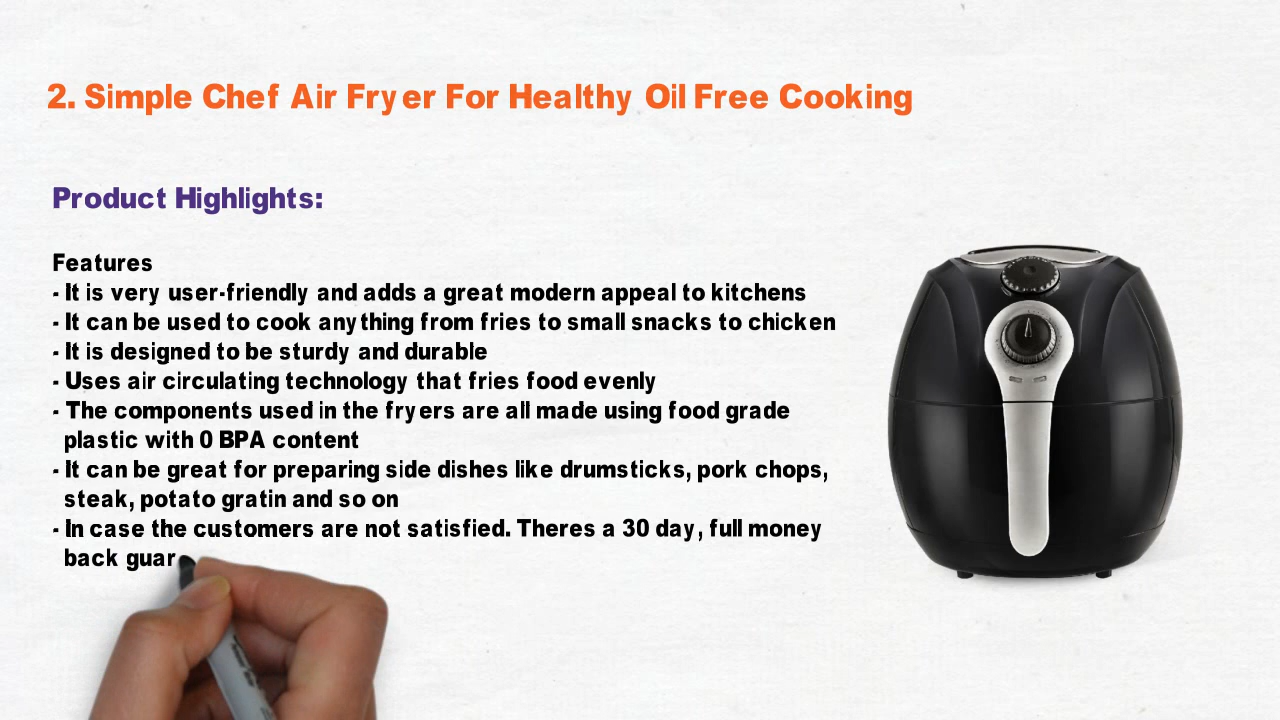 2. Simple Chef Air Fryer For Healthy Oil Free Cooking
Product Highlights:
Features
- It is very user-friendly and adds a great modern appeal to kitchens
- It can be used to cook anything from fries to small snacks to chicken
- It is designed to be sturdy and durable
- Uses air circulating technology that fries food evenly
- The components used in the fryers are all made using food grade
plastic with 0 BPA content
- It can be great for preparing side dishes like drumsticks, pork chops,
steak, potato gratin and so on
- In case the customers are not satisfied. Theres a 30 day, full money
back guar